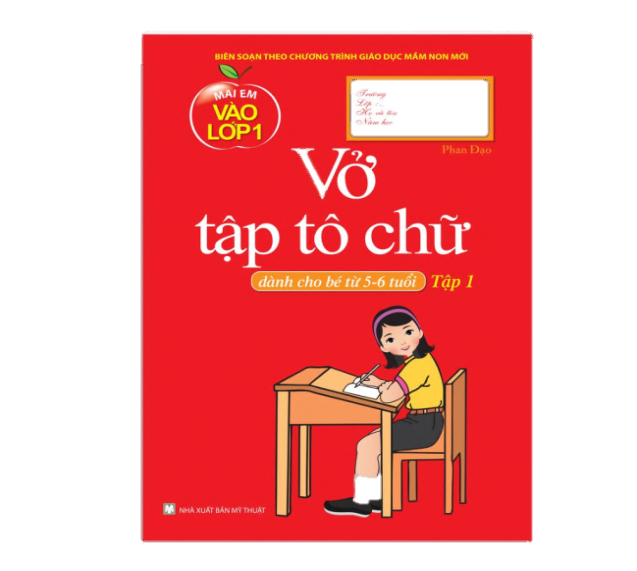 BIÊN SOẠN THEO CHƯƠNG TRÌNH GIÁO DỤC MẦM NON MỚI
MAI EM
VÀO
LỚP 1
Trường
Lớp :..
Họ và tên
Năm học
Phan Đạo
Vở
tập tô chữ
dành cho bé từ 5-6 tuổi Tập 1
NHÀ XUẤT BẢN MỸ THUẬT